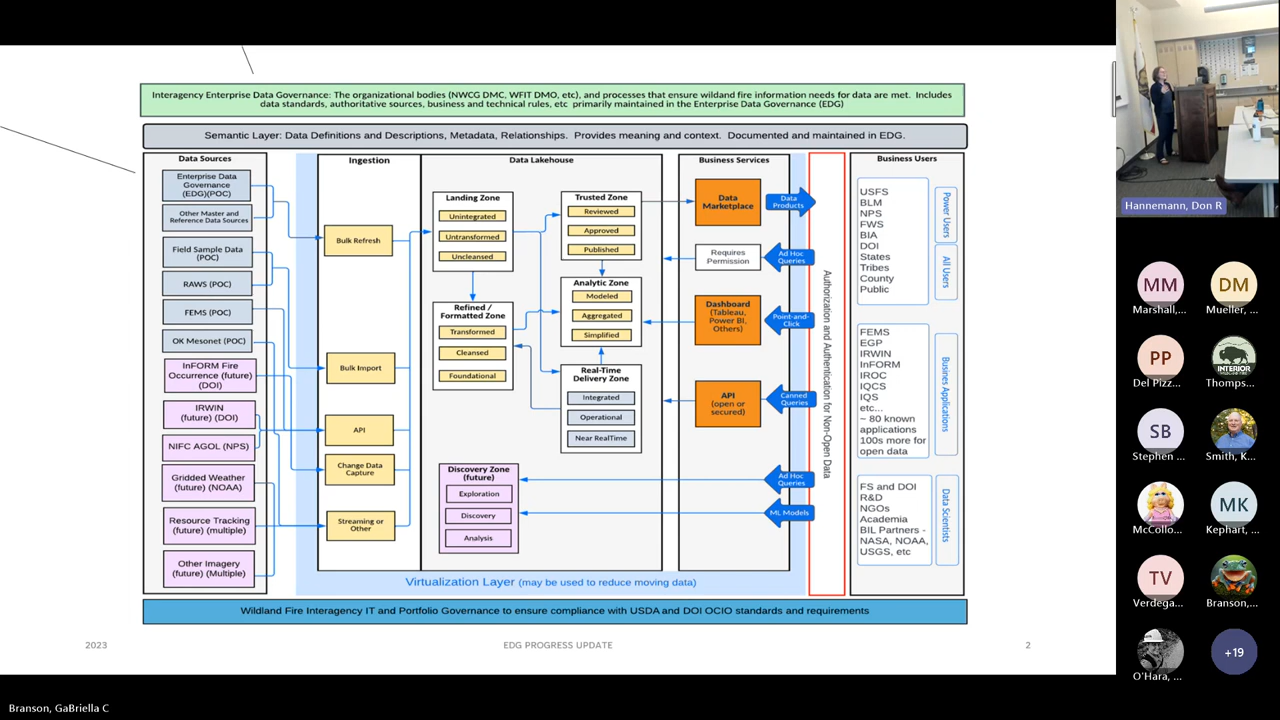 Interagency Enterprise Data Governance: The organizational bodies (NWCG DMC, WFIT DMO, etc), and processes that ensure wildland fire information needs for data are met. Includes
data standards, authoritative sources, business and technical rules, etc primarily maintained in the Enterprise Data Governance (EDG)
Semantic Layer: Data Definitions and Descriptions, Metadata, Relationships. Provides meaning and context. Documented and maintained in EDG.
Data Sources
Enterprise Data
Governance
(EDG)(POC)
Other Master and
Reference Data Sources
Field Sample Data
(POC)
RAWS (POC)
FEMS (POC)
OK Mesonet (POC)
InFORM Fire
Occurrence (future)
(DOI)
IRWIN
(future) (DOI)
NIFC AGOL (NPS)
Gridded Weather
(future) (NOAA)
Resource Tracking
(future) (multiple)
Other Imagery
(future) (Multiple)
Ingestion
Bulk Refresh
Bulk Import
API
Change Data
Capture
Streaming or
Other
Data Lakehouse
Landing Zone
Unintegrated
Untransformed
Uncleansed
Refined /
Formatted Zone
Transformed
Cleansed
Foundational
Trusted Zone
Reviewed
Approved
Published
Analytic Zone
Modeled
Aggregated
Simplified
Real-Time
Delivery Zone
Integrated
Operational
Near RealTime
Discovery Zone
(future)
Exploration
Discovery
Analysis
Business Services
Data
Marketplace
Requires
Permission
Dashboard
(Tableau,
Power BI,
Others)
API
(open or
secured)
Data
Products
Ad Hoc
Queries
Point-and-
Click
Canned
Queries
Ad Hoc
Queries
ML Models
Authorization and Authentication for Non-Open Data
Business Users
USFS
BLM
NPS
FWS
BIA
DOI
States
Tribes
County
Public
Power Users
All Users
FEMS
EGP
IRWIN
InFORM
IROC
IQCS
IQS
etc...
~ 80 known
applications
100s more for
open data
Busines Applications
FS and DOI
R&D
NGOs
Academia
BIL Partners -
NASA, NOAA,
USGS, etc
Data Scientists
Virtualization Layer (may be used to reduce moving data)
Wildland Fire Interagency IT and Portfolio Governance to ensure compliance with USDA and DOI OCIO standards and requirements
2023
EDG PROGRESS UPDATE
2
Branson, GaBriella C
Hannemann, Don R
MM
Marshall,...
DM
Mueller, ...
PP
Del Pizz...
INTERIOR
Thomps...
SB
Stephen ...
Smith, K...
McCollo...
MK
Kephart, ...
TV
Verdega...
Branson,...
O'Hara, ...
+19